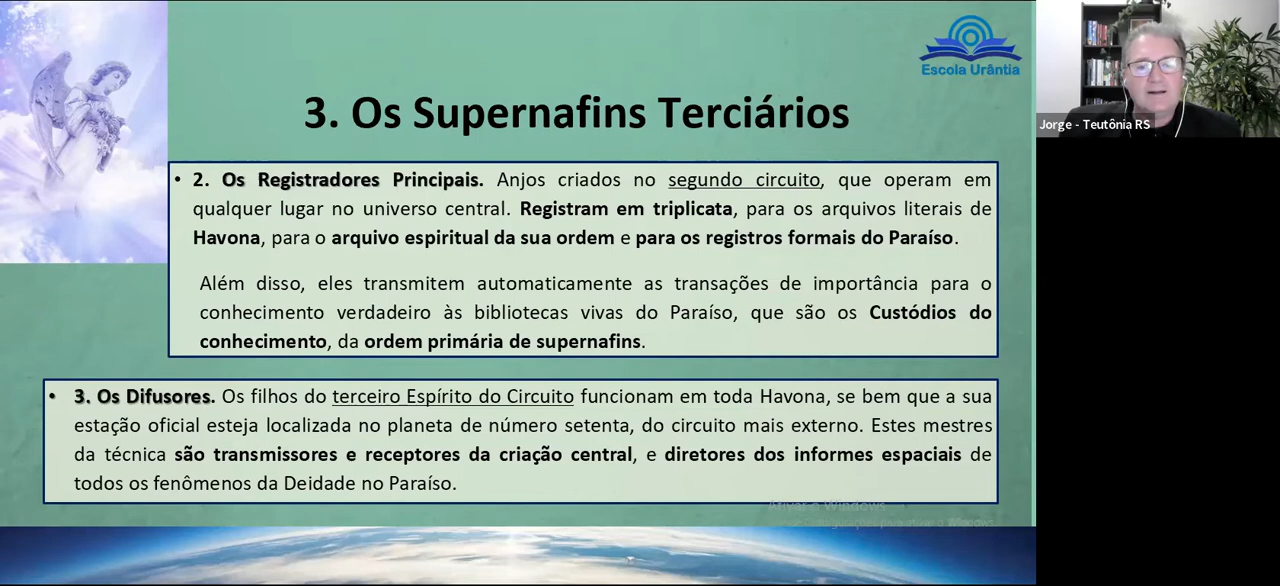 Escola Urântia
Jorge - Teutônia RS
3. Os Supernafins Terciários
• 2. Os Registradores Principais. Anjos criados no segundo circuito, que operam em
qualquer lugar no universo central. Registram em triplicata, para os arquivos literais de
Havona, para o arquivo espiritual da sua ordem e para os registros formais do Paraíso.
Além disso, eles transmitem automaticamente as transações de importância para o
conhecimento verdadeiro às bibliotecas vivas do Paraíso, que são os Custódios do
conhecimento, da ordem primária de supernafins.
• 3. Os Difusores. Os filhos do terceiro Espírito do Circuito funcionam em toda Havona, se bem que a sua
estação oficial esteja localizada no planeta de número setenta, do circuito mais externo. Estes mestres
da técnica são transmissores e receptores da criação central, e diretores dos informes espaciais de
todos os fenômenos da Deidade no Paraíso.
Ativar o Windows